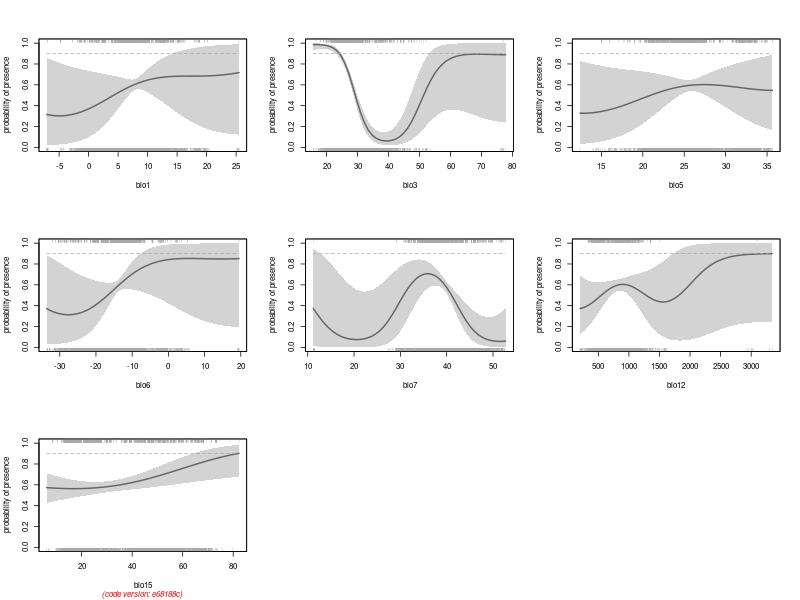 probability of presence
0.0 0.2 0.4 0.6 0.8 1.0
-5 0 5 10 15 20 25
bio1
probability of presence
0.0 0.2 0.4 0.6 0.8 1.0
20 30 40 50 60 70 80
bio3
probability of presence
0.0 0.2 0.4 0.6 0.8 1.0
15 20 25 30 35
bio5
probability of presence
0.0 0.2 0.4 0.6 0.8 1.0
-30 -20 -10 0 10 20
bio6
probability of presence
0.0 0.2 0.4 0.6 0.8 1.0
10 20 30 40 50
bio7
probability of presence
0.0 0.2 0.4 0.6 0.8 1.0
500 1000 1500 2000 2500 3000
bio12
probability of presence
0.0 0.2 0.4 0.6 0.8 1.0
20 40 60 80
bio15
(code version: e68188c)